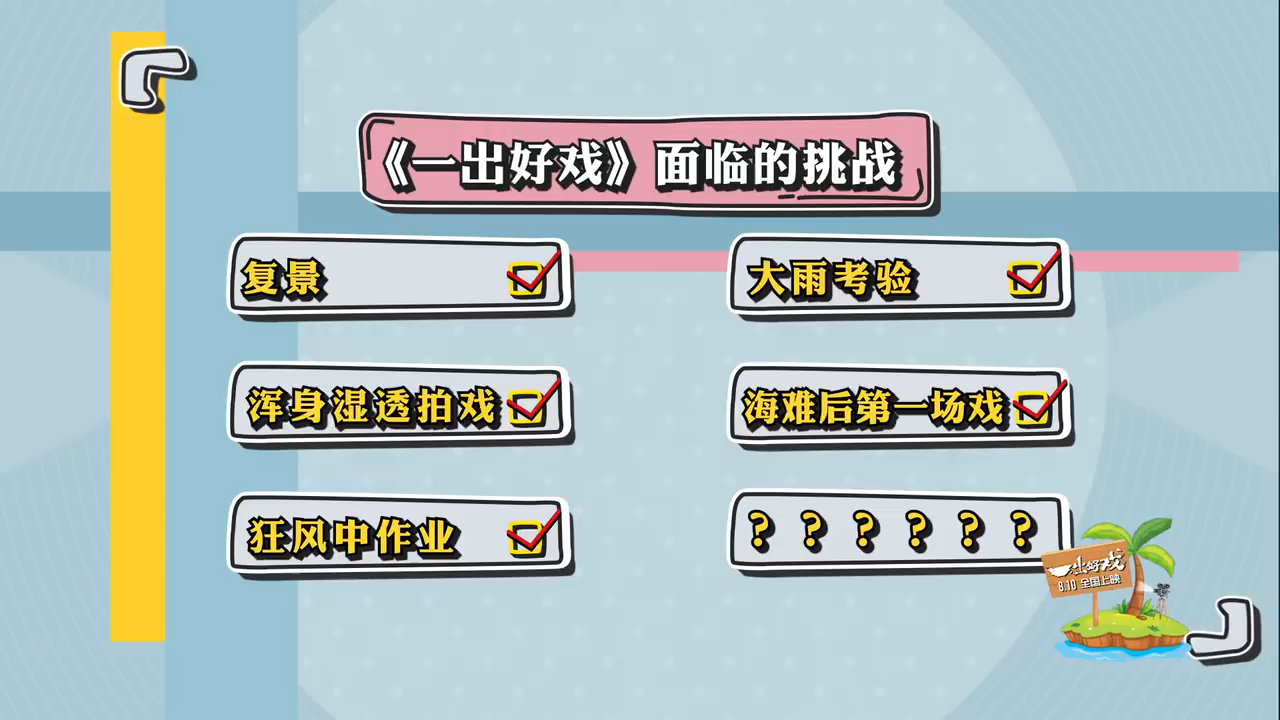 《一出好戏》面临的挑战
复景
大雨考验
浑身湿透拍戏
海难后第一场戏
狂风中作业
? ? ? ? ? ?
一出好戏
8.10 全国上映